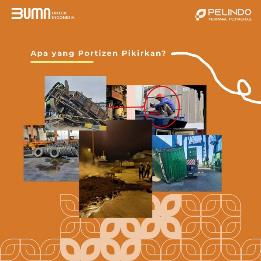 BUMN UNTUK INDONESIA
PELINDO
TERMINAL PETIKEMAS
Apa yang Portizen Pikirkan?